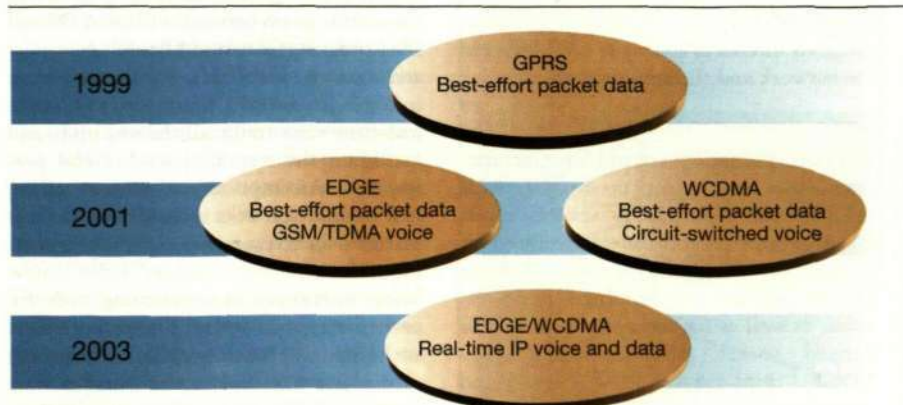 1999
GPRS
Best-effort packet data
2001
EDGE
Best-effort packet data
GSM/TDMA voice
WCDMA
Best-effort packet data
Circuit-switched voice
2003
EDGE/WCDMA
Real-time IP voice and data